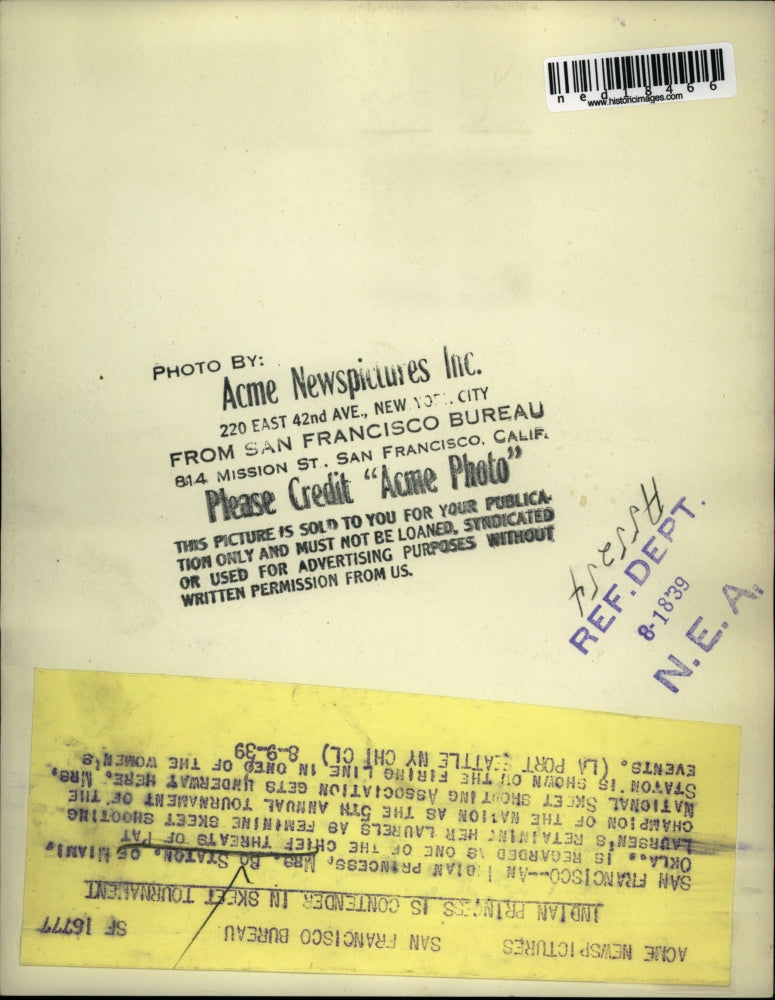 ned18466
www.historicimages.com
PHOTO BY:
Acme Newspictures Inc.
220 EAST 42nd AVE., NEW YO CITY
FROM SAN FRANCISCO BUREAU
814 MISSION ST., SAN FRANCISCO, CALIF.
Please Credit "Acme Photo"
THIS PICTURE IS SOLD TO YOU FOR YOUR PUBLICA-
TION ONLY AND MUST NOT BE LOANED, SYNDICATED
OR USED FOR ADVERTISING PURPOSES WITHOUT
WRITTEN PERMISSION FROM US.
REF. DEPT.
8-18'39
N.E.A.
ACME NEWSPICTURES SAN FRANCISCO BUREAU SF 16777
INDIAN PRINCESS IS CONTENDER IN SKEET TOURNAMENT
SAN FRANCISCO--AN INDIAN PRINCESS, MRS. BO STATON, OF MIAMI,
OKLA., IS REGARDED AS ONE OF THE CHIEF THREATS OF PAT
LAURSEN'S RETAINING HER LAURELS AS FEMININE SKEET SHOOTING
CHAMPION OF THE NATION AS THE 5TH ANNUAL TOURNAMENT OF THE
NATIONAL SKEET SHOOTING ASSOCIATION GETS UNDERWAY HERE. MRS.
STATON IS SHOWN ON THE FIRING LINE IN ONE OF THE WOMEN'S
EVENTS. (LA PORT SEATTLE NY CHI CL) 8-9-39